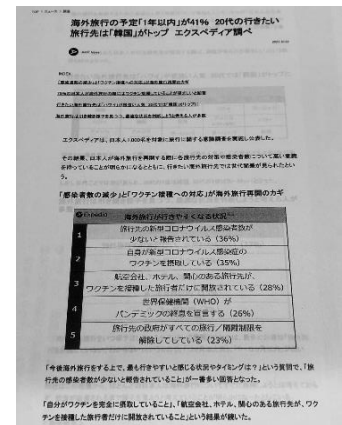 海外旅行の予定「1年以内」が41% 20代の行きたい
旅行先は「韓国」がトップ エクスペディア調べ
エクスペディアは、日本人1000名を対象に旅行に関する意識調査を実施し公表した。
その結果、日本人が海外旅行を再開する際に各旅行先の対策や感染者数について高い意識
を持っていることが明らかになるとともに、行きたい海外旅行先では世代差が見られたとい
う。
「感染者数の減少」と「ワクチン接種への対応」が海外旅行再開のカギ
Expedia 海外旅行が行きやすくなる状況
1 旅行先の新型コロナウイルス感染者数が
少ないと報告されている(36%)
2 自身が新型コロナウイルス感染症の
ワクチンを摂取している(35%)
3 航空会社、ホテル、関心のある旅行先が、
ワクチンを接種した旅行者だけに開放されている(28%)
4 世界保健機関(WHO)が
パンデミックの終息を宣言する(26%)
5 旅行先の政府がすべての旅行/隔離制限を
解除してしている(23%)
「今後海外旅行をする上で、最も行きやすいと感じる状況やタイミングは?」という質問で、「旅
行先の感染者数が少ないと報告されていること」が一番多い回答となった。
「自分がワクチンを完全に摂取していること」、「航空会社、ホテル、関心のある旅行先が、ワク
チンを接種した旅行者だけに開放されていること」という結果が続いた。